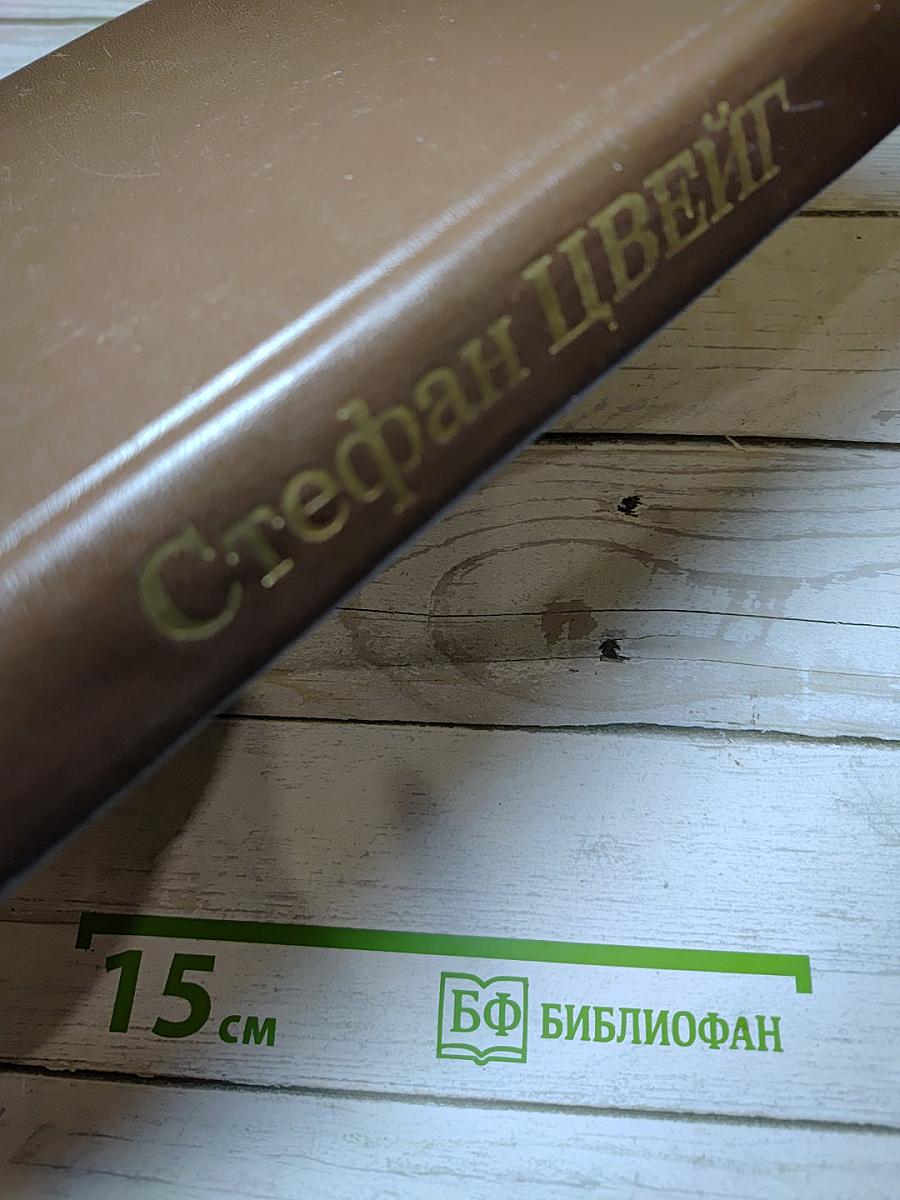 Стефан ЦВЕЙГ
15 см
БФ БИБЛИОФАН